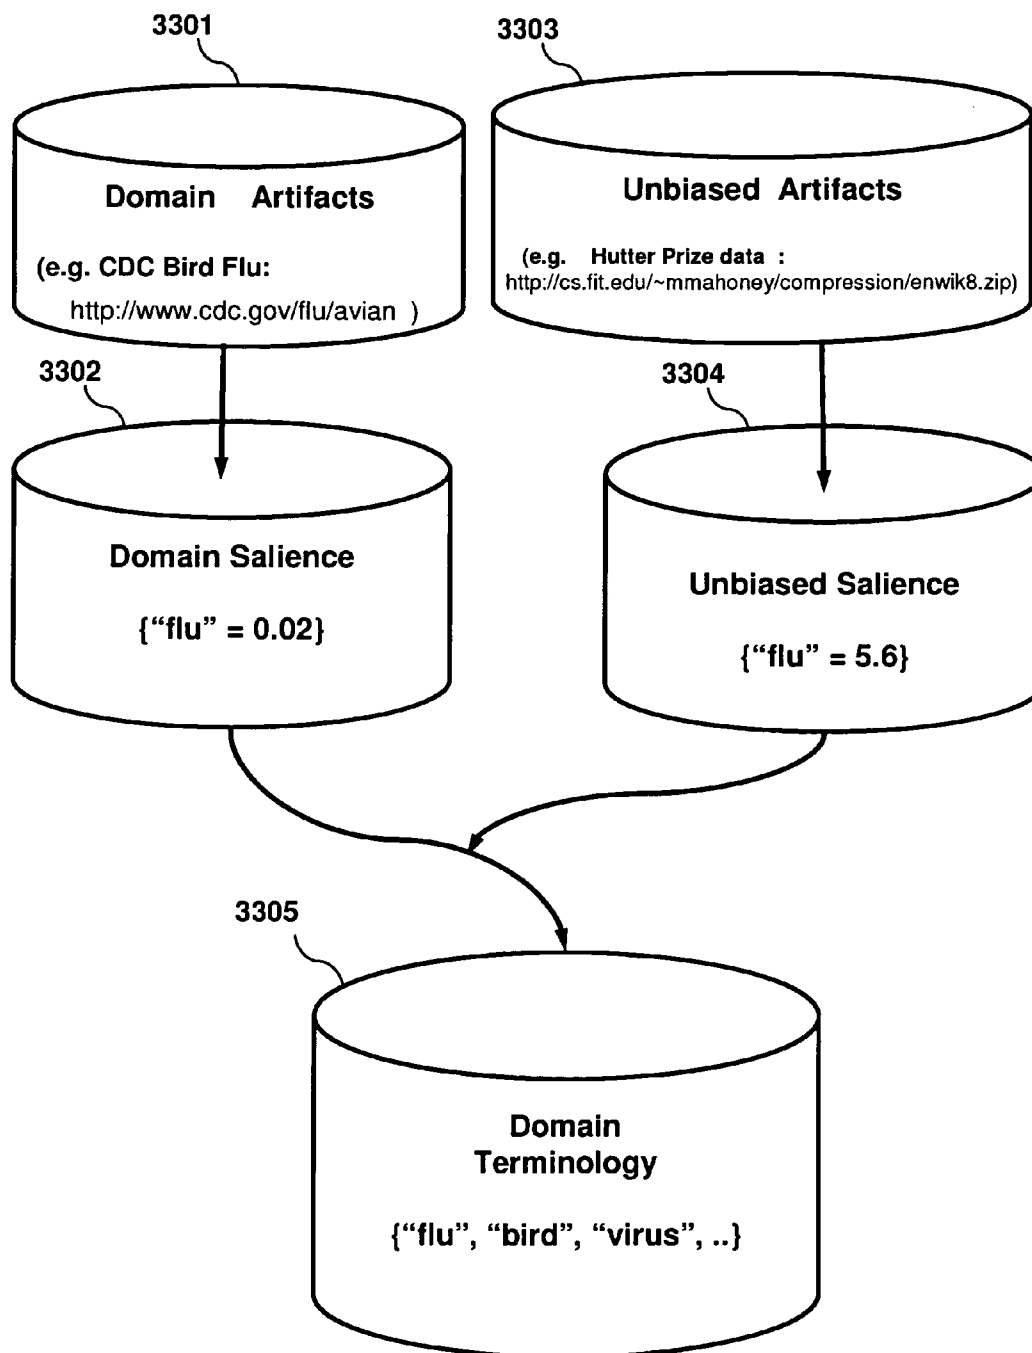 3301
3303
Domain Artifacts
(e.g. CDC Bird Flu:
http://www.cdc.gov/flu/avian )
Unbiased Artifacts
(e.g. Hutter Prize data :
http://cs.fit.edu/~mmahoney/compression/enwik8.zip)
3302
3304
Domain Salience
{“flu” = 0.02}
Unbiased Salience
{“flu” = 5.6}
3305
Domain
Terminology
{“flu”, “bird”, “virus”, ..}